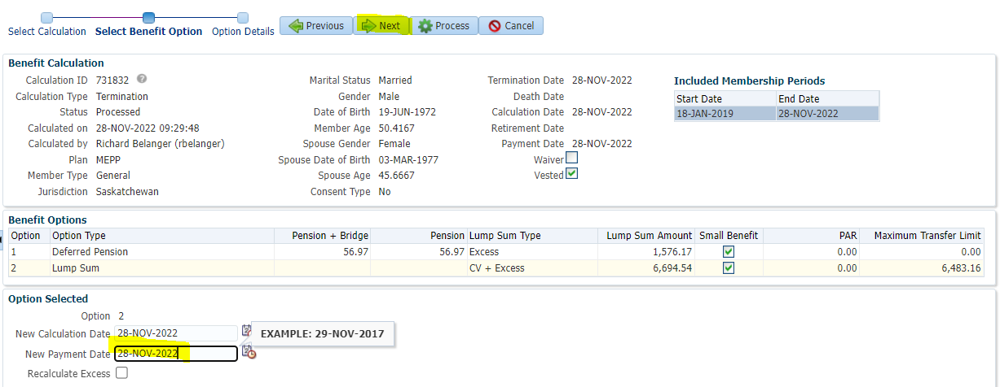 Select Calculation Select Benefit Option Option Details Previous Next Process Cancel
Benefit Calculation
Calculation ID 731832 ? Marital Status Married Termination Date 28-NOV-2022 Included Membership Periods
Calculation Type Termination Gender Male Death Date Start Date End Date
Status Processed Date of Birth 19-JUN-1972 Calculation Date 28-NOV-2022 18-JAN-2019 28-NOV-2022
Calculated on 28-NOV-2022 09:29:48 Member Age 50.4167 Retirement Date
Calculated by Richard Belanger (rbelanger) Spouse Gender Female Payment Date 28-NOV-2022
Plan MEPP Spouse Date of Birth 03-MAR-1977 Waiver
Member Type General Spouse Age 45.6667 Vested
Jurisdiction Saskatchewan Consent Type No
Benefit Options
Option Option Type Pension + Bridge Pension Lump Sum Type Lump Sum Amount Small Benefit PAR Maximum Transfer Limit
1 Deferred Pension 56.97 56.97 Excess 1,576.17 0.00 0.00
2 Lump Sum CV + Excess 6,694.54 0.00 6,483.16
Option Selected
Option 2
New Calculation Date 28-NOV-2022 EXAMPLE: 29-NOV-2017
New Payment Date 28-NOV-2022
Recalculate Excess